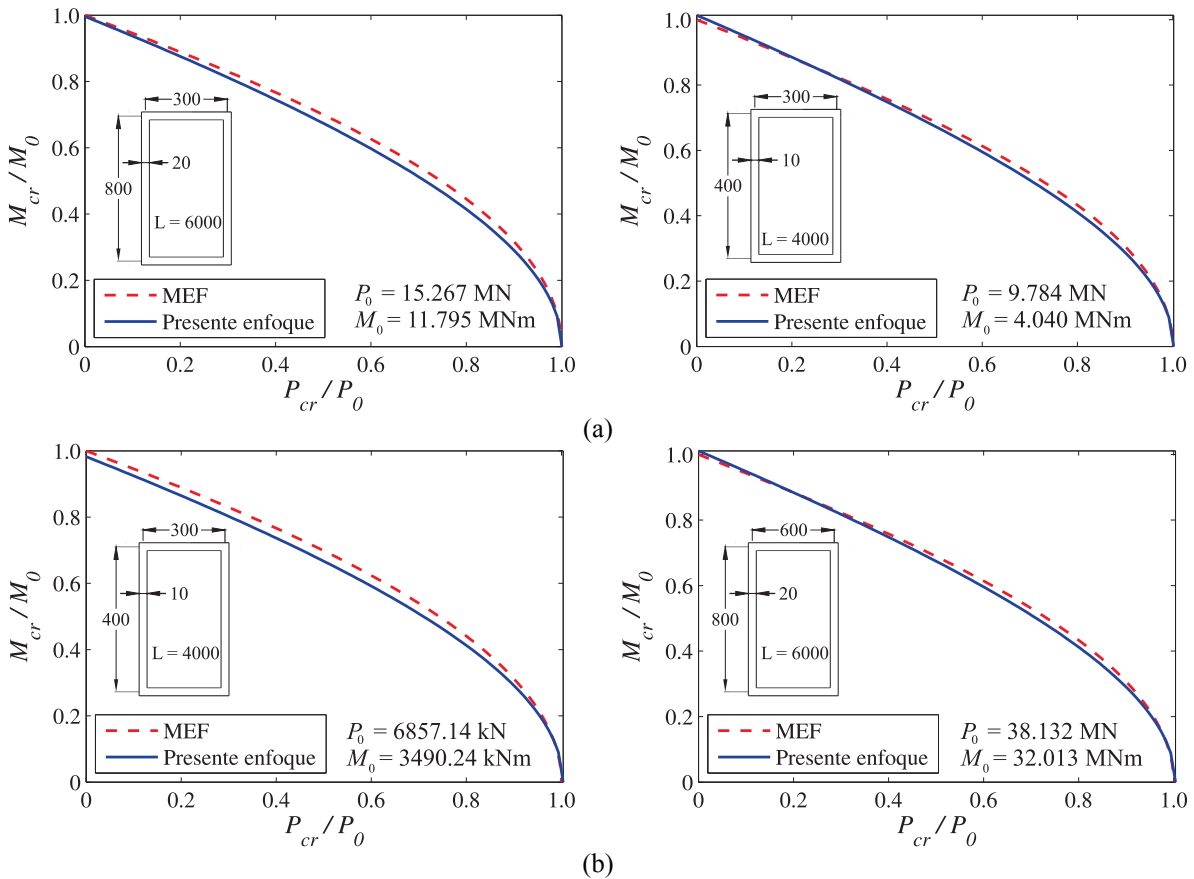 1.0
0.8
0.6
0.4
0.2
0
M_cr / M_0
300
20
800
L = 6000
MEF
Presente enfoque
P_0 = 15.267 MN
M_0 = 11.795 MNm
0 0.2 0.4 0.6 0.8 1.0
P_cr / P_0
1.0
0.8
0.6
0.4
0.2
0
M_cr / M_0
300
10
400
L = 4000
MEF
Presente enfoque
P_0 = 9.784 MN
M_0 = 4.040 MNm
0 0.2 0.4 0.6 0.8 1.0
P_cr / P_0
(a)
1.0
0.8
0.6
0.4
0.2
0
M_cr / M_0
300
10
400
L = 4000
MEF
Presente enfoque
P_0 = 6857.14 kN
M_0 = 3490.24 kNm
0 0.2 0.4 0.6 0.8 1.0
P_cr / P_0
1.0
0.8
0.6
0.4
0.2
0
M_cr / M_0
600
20
800
L = 6000
MEF
Presente enfoque
P_0 = 38.132 MN
M_0 = 32.013 MNm
0 0.2 0.4 0.6 0.8 1.0
P_cr / P_0
(b)